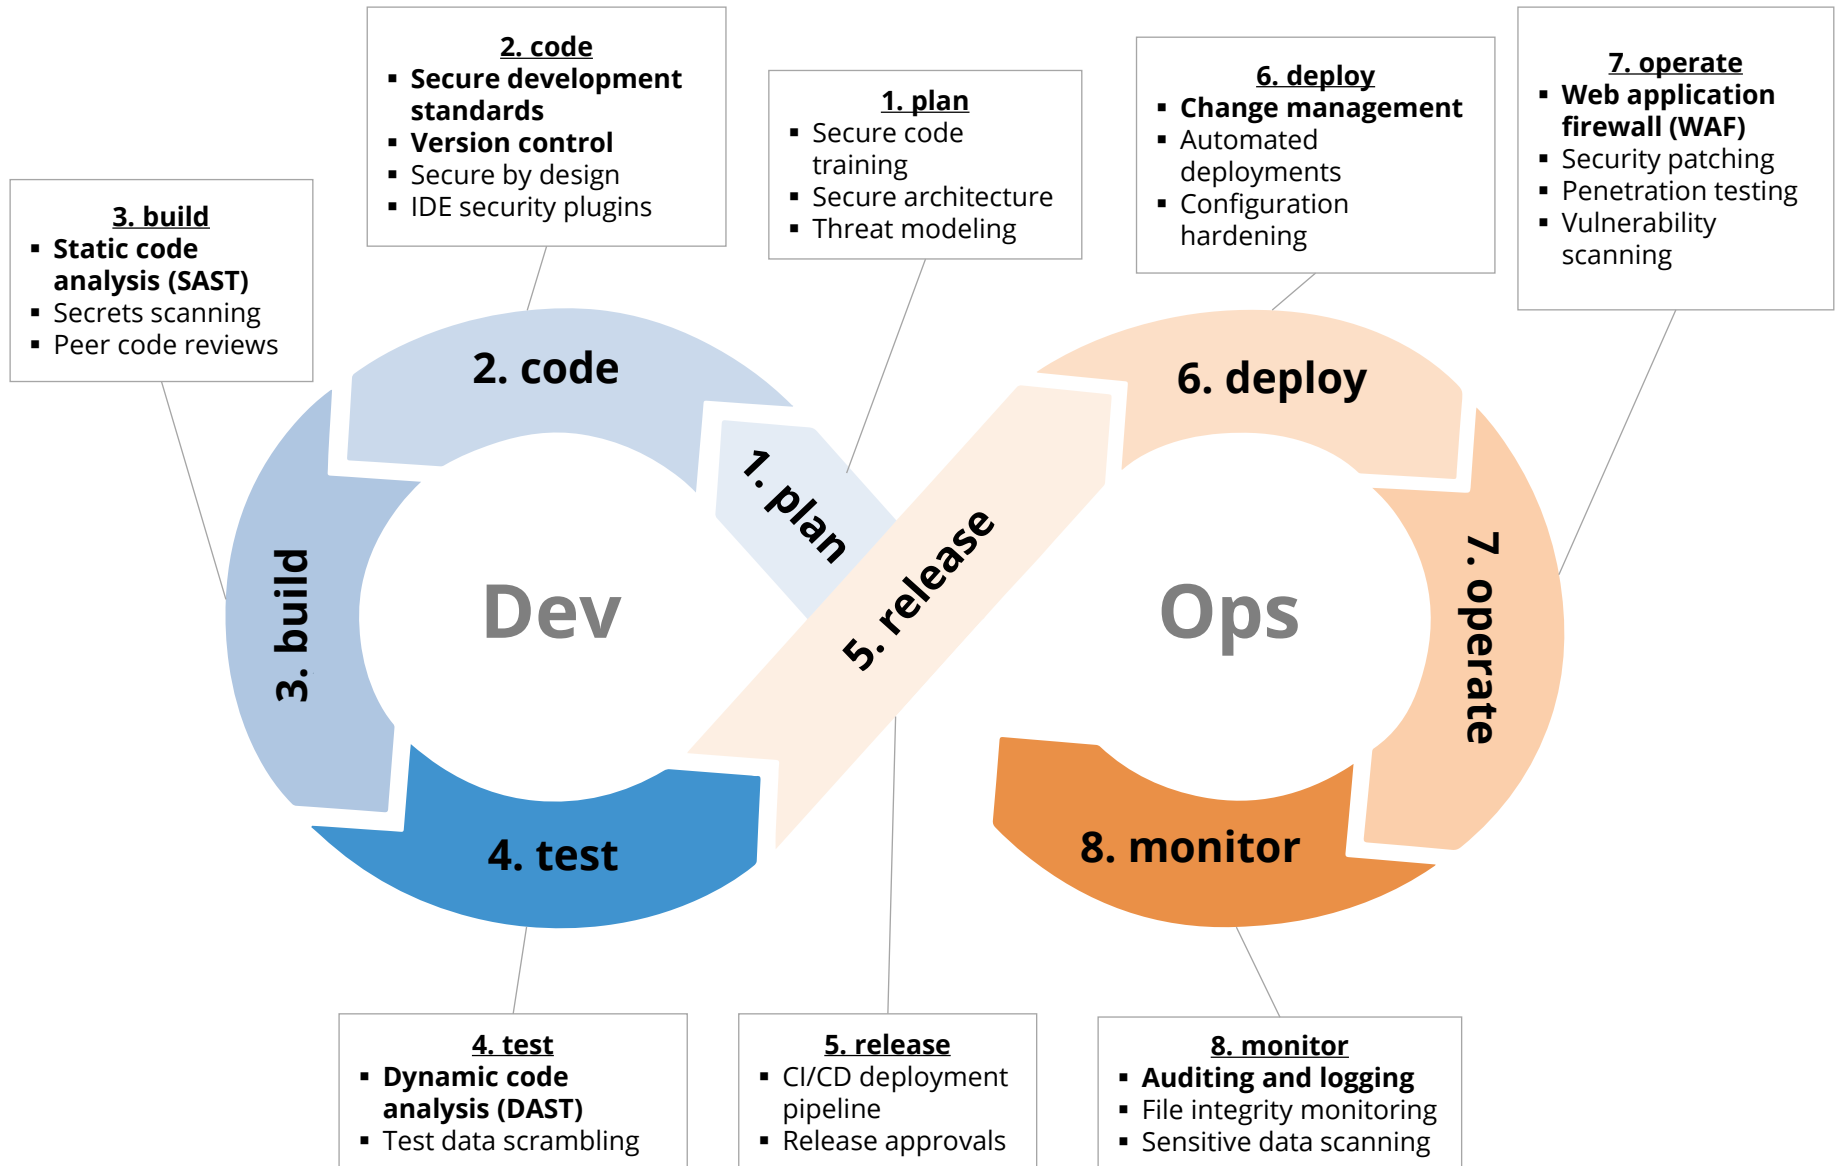 2. code
▪ Secure development
standards
▪ Version control
▪ Secure by design
▪ IDE security plugins
1. plan
▪ Secure code
training
▪ Secure architecture
▪ Threat modeling
6. deploy
▪ Change management
▪ Automated
deployments
▪ Configuration
hardening
7. operate
▪ Web application
firewall (WAF)
▪ Security patching
▪ Penetration testing
▪ Vulnerability
scanning
3. build
▪ Static code
analysis (SAST)
▪ Secrets scanning
▪ Peer code reviews
2. code
6. deploy
1. plan
5. release
3. build
Dev
Ops
7. operate
4. test
8. monitor
4. test
▪ Dynamic code
analysis (DAST)
▪ Test data scrambling
5. release
▪ CI/CD deployment
pipeline
▪ Release approvals
8. monitor
▪ Auditing and logging
▪ File integrity monitoring
▪ Sensitive data scanning